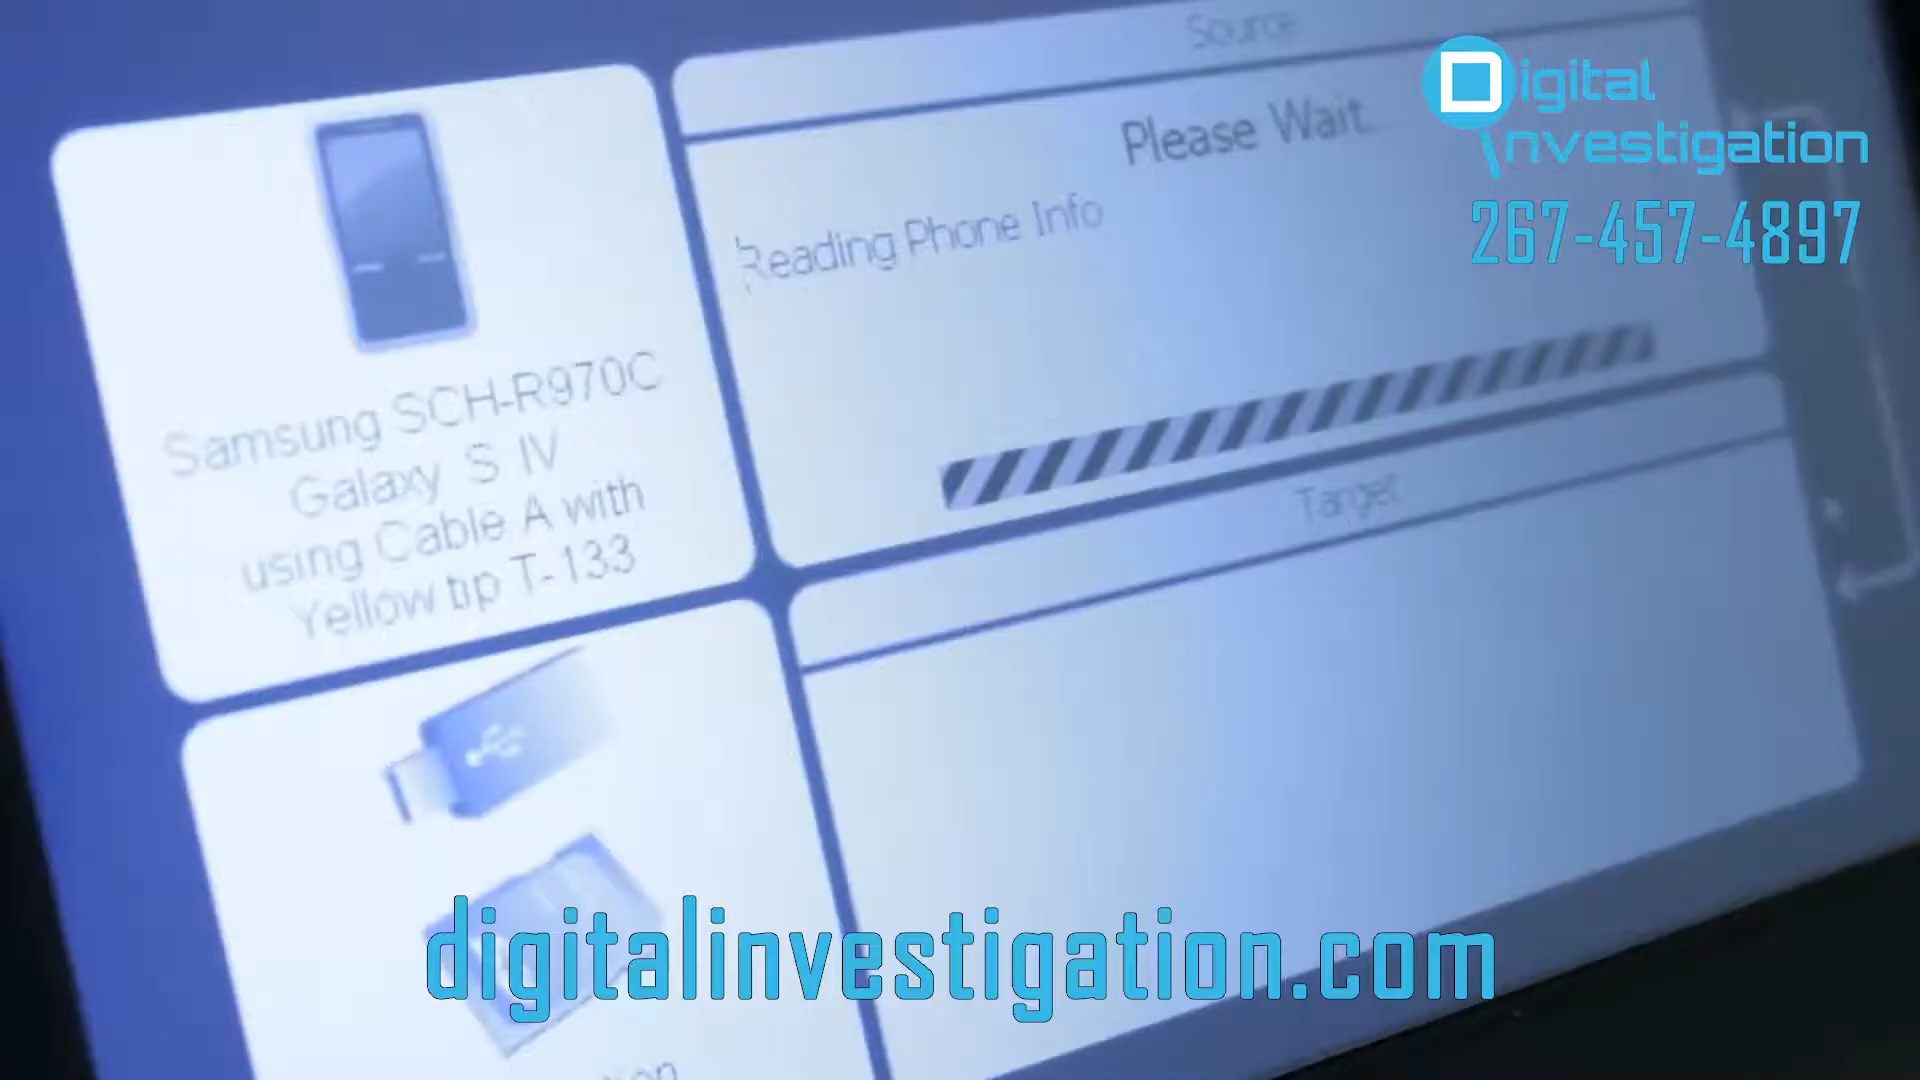 Source
Digital
Investigation
267-457-4897
Please Wait
Reading Phone Info
Samsung SCH-R970C
Galaxy S IV
using Cable A with
Yellow tip T-133
Target
digitalinvestigation.com